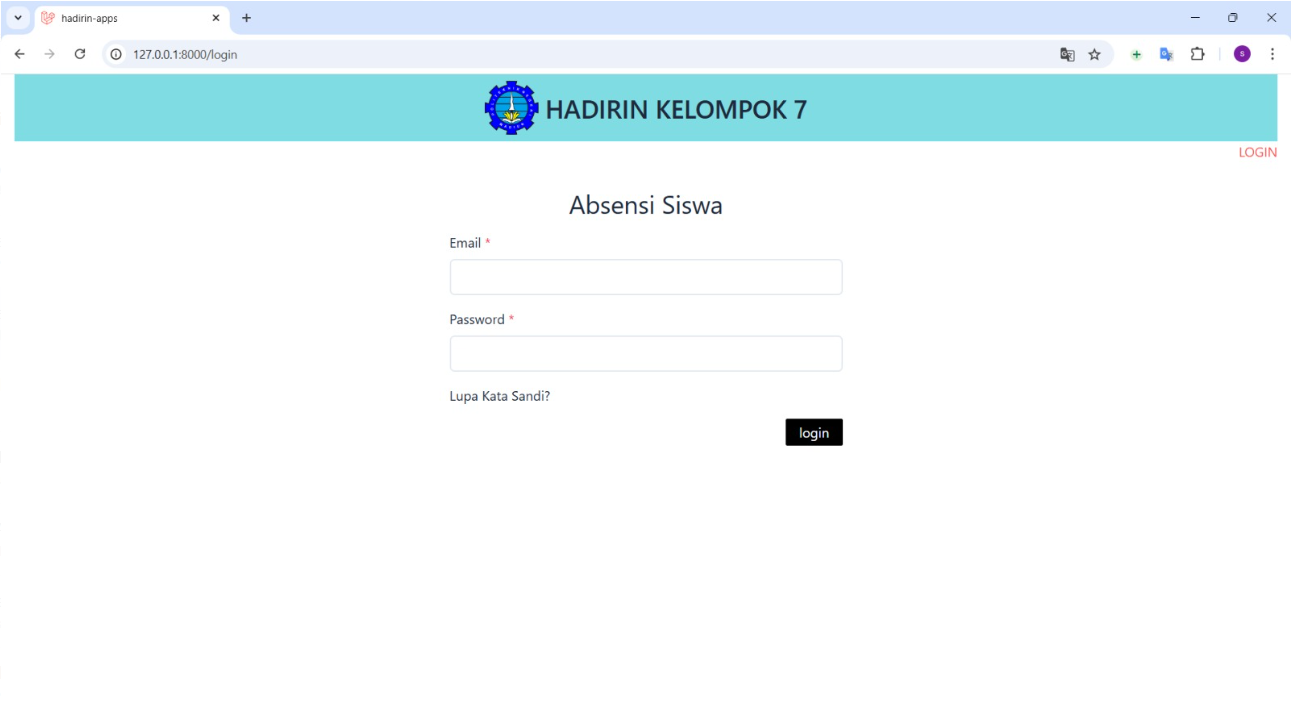 hadirin-apps
127.0.0.1:8000/login
S
HADIRIN KELOMPOK 7
LOGIN
Absensi Siswa
Email *
Password *
Lupa Kata Sandi?
login